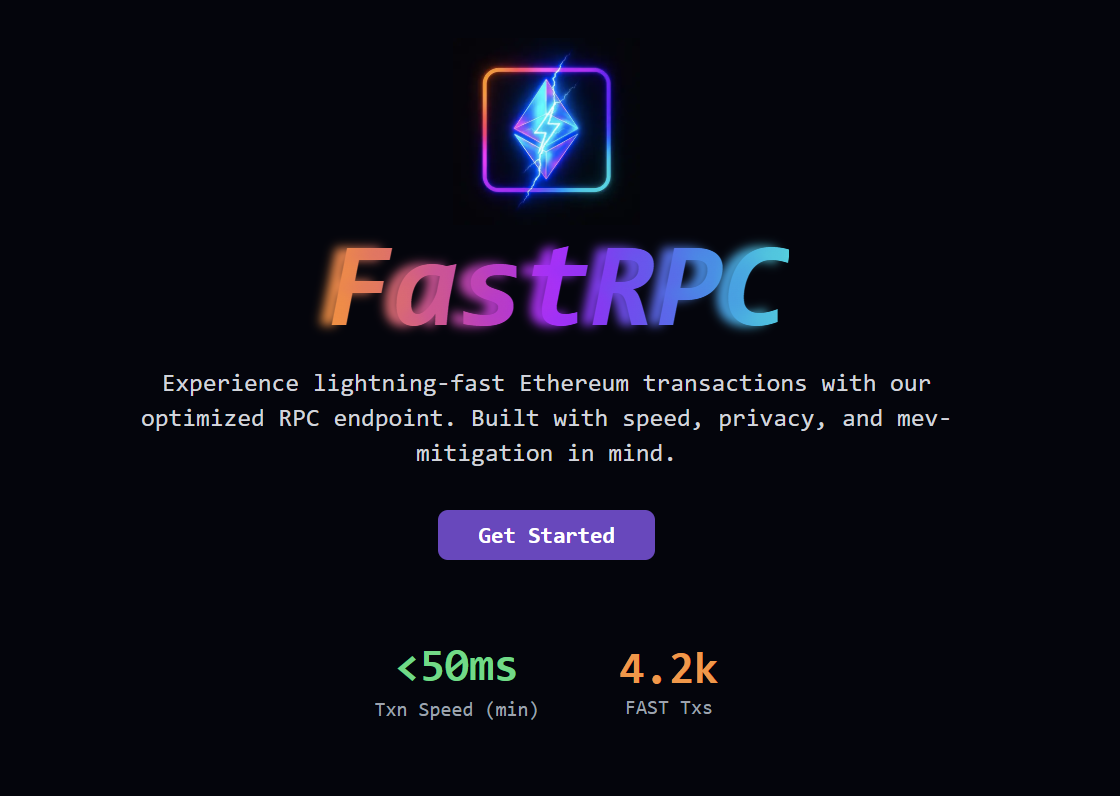 FastRPC
Experience lightning-fast Ethereum transactions with our
optimized RPC endpoint. Built with speed, privacy, and mev-
mitigation in mind.
Get Started
<50ms
Txn Speed (min)
4.2k
FAST Txs